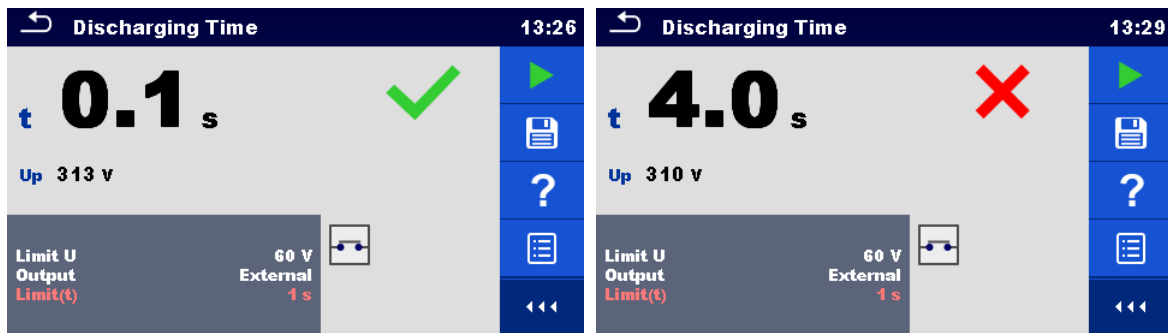 Discharging Time 13:26
t 0.1 s
Up 313 V
Limit U 60 V
Output External
Limit(t) 1 s
?
Discharging Time 13:29
t 4.0 s
Up 310 V
Limit U 60 V
Output External
Limit(t) 1 s
?